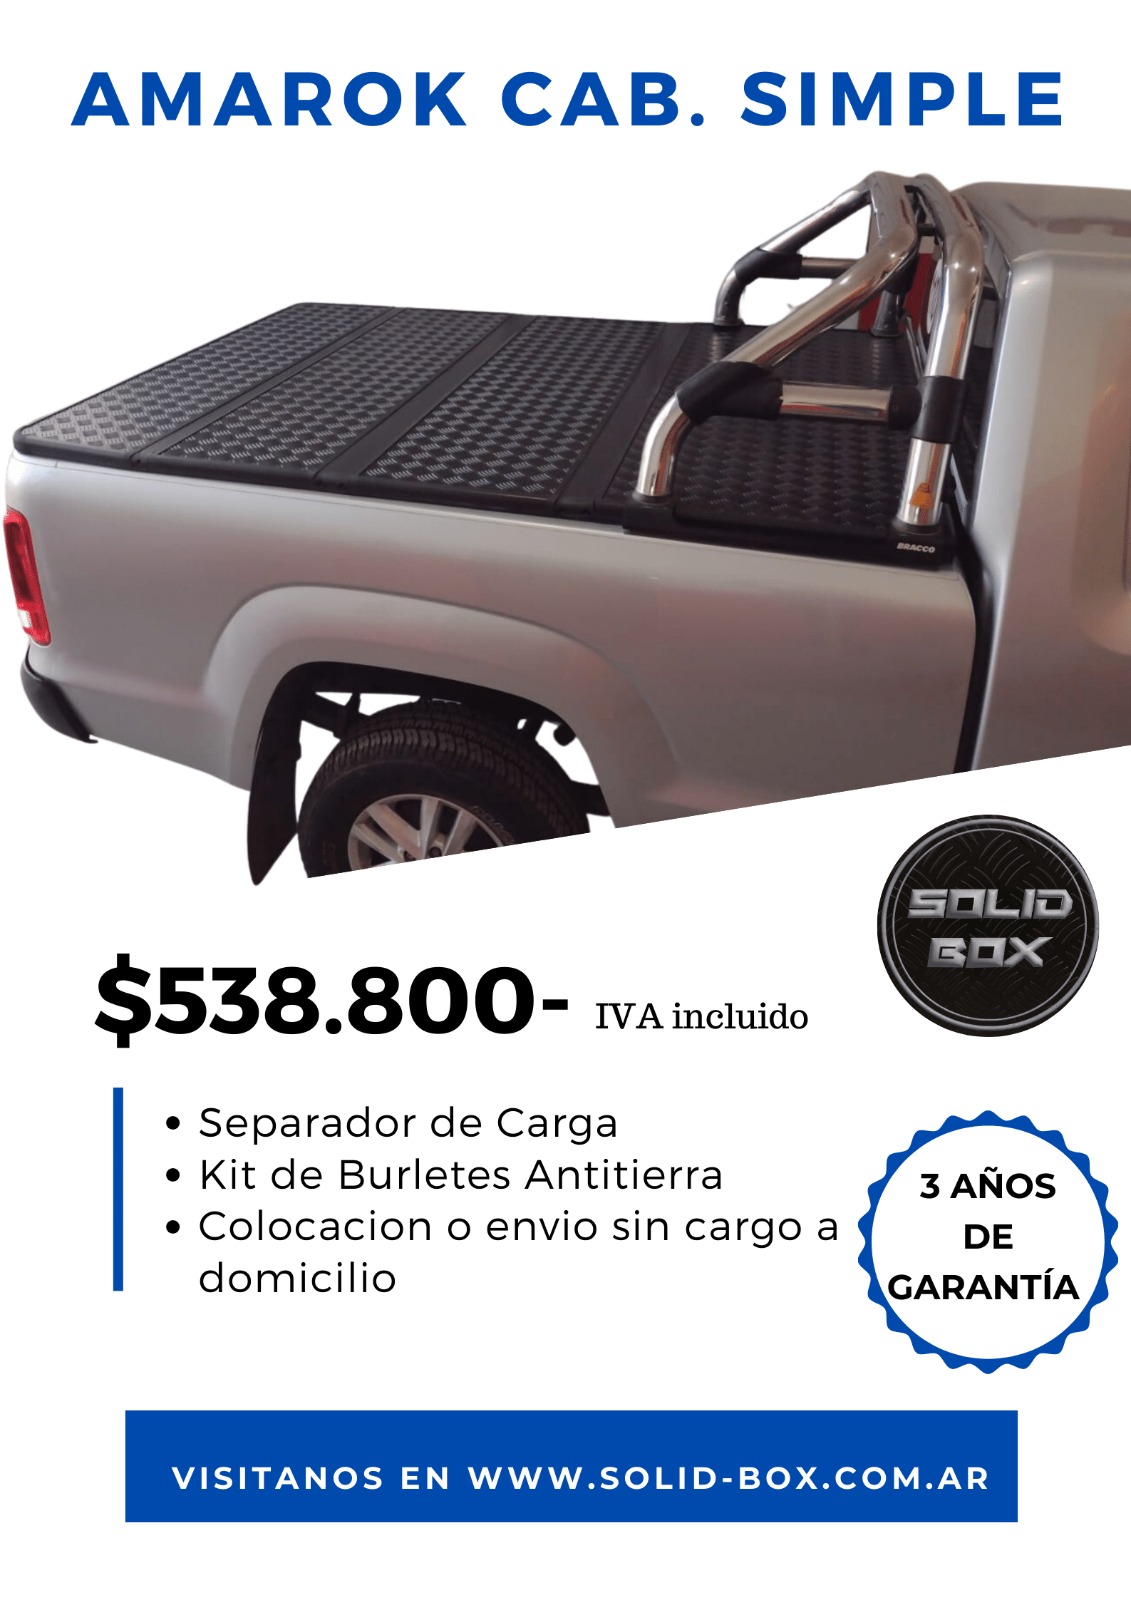 AMAROK CAB. SIMPLE
BRACCO
SOLID
BOX
$538.800- IVA incluido
• Separador de Carga
• Kit de Burletes Antitierra
• Colocacion o envio sin cargo a
domicilio
3 AÑOS
DE
GARANTÍA
VISITANOS EN WWW.SOLID-BOX.COM.AR